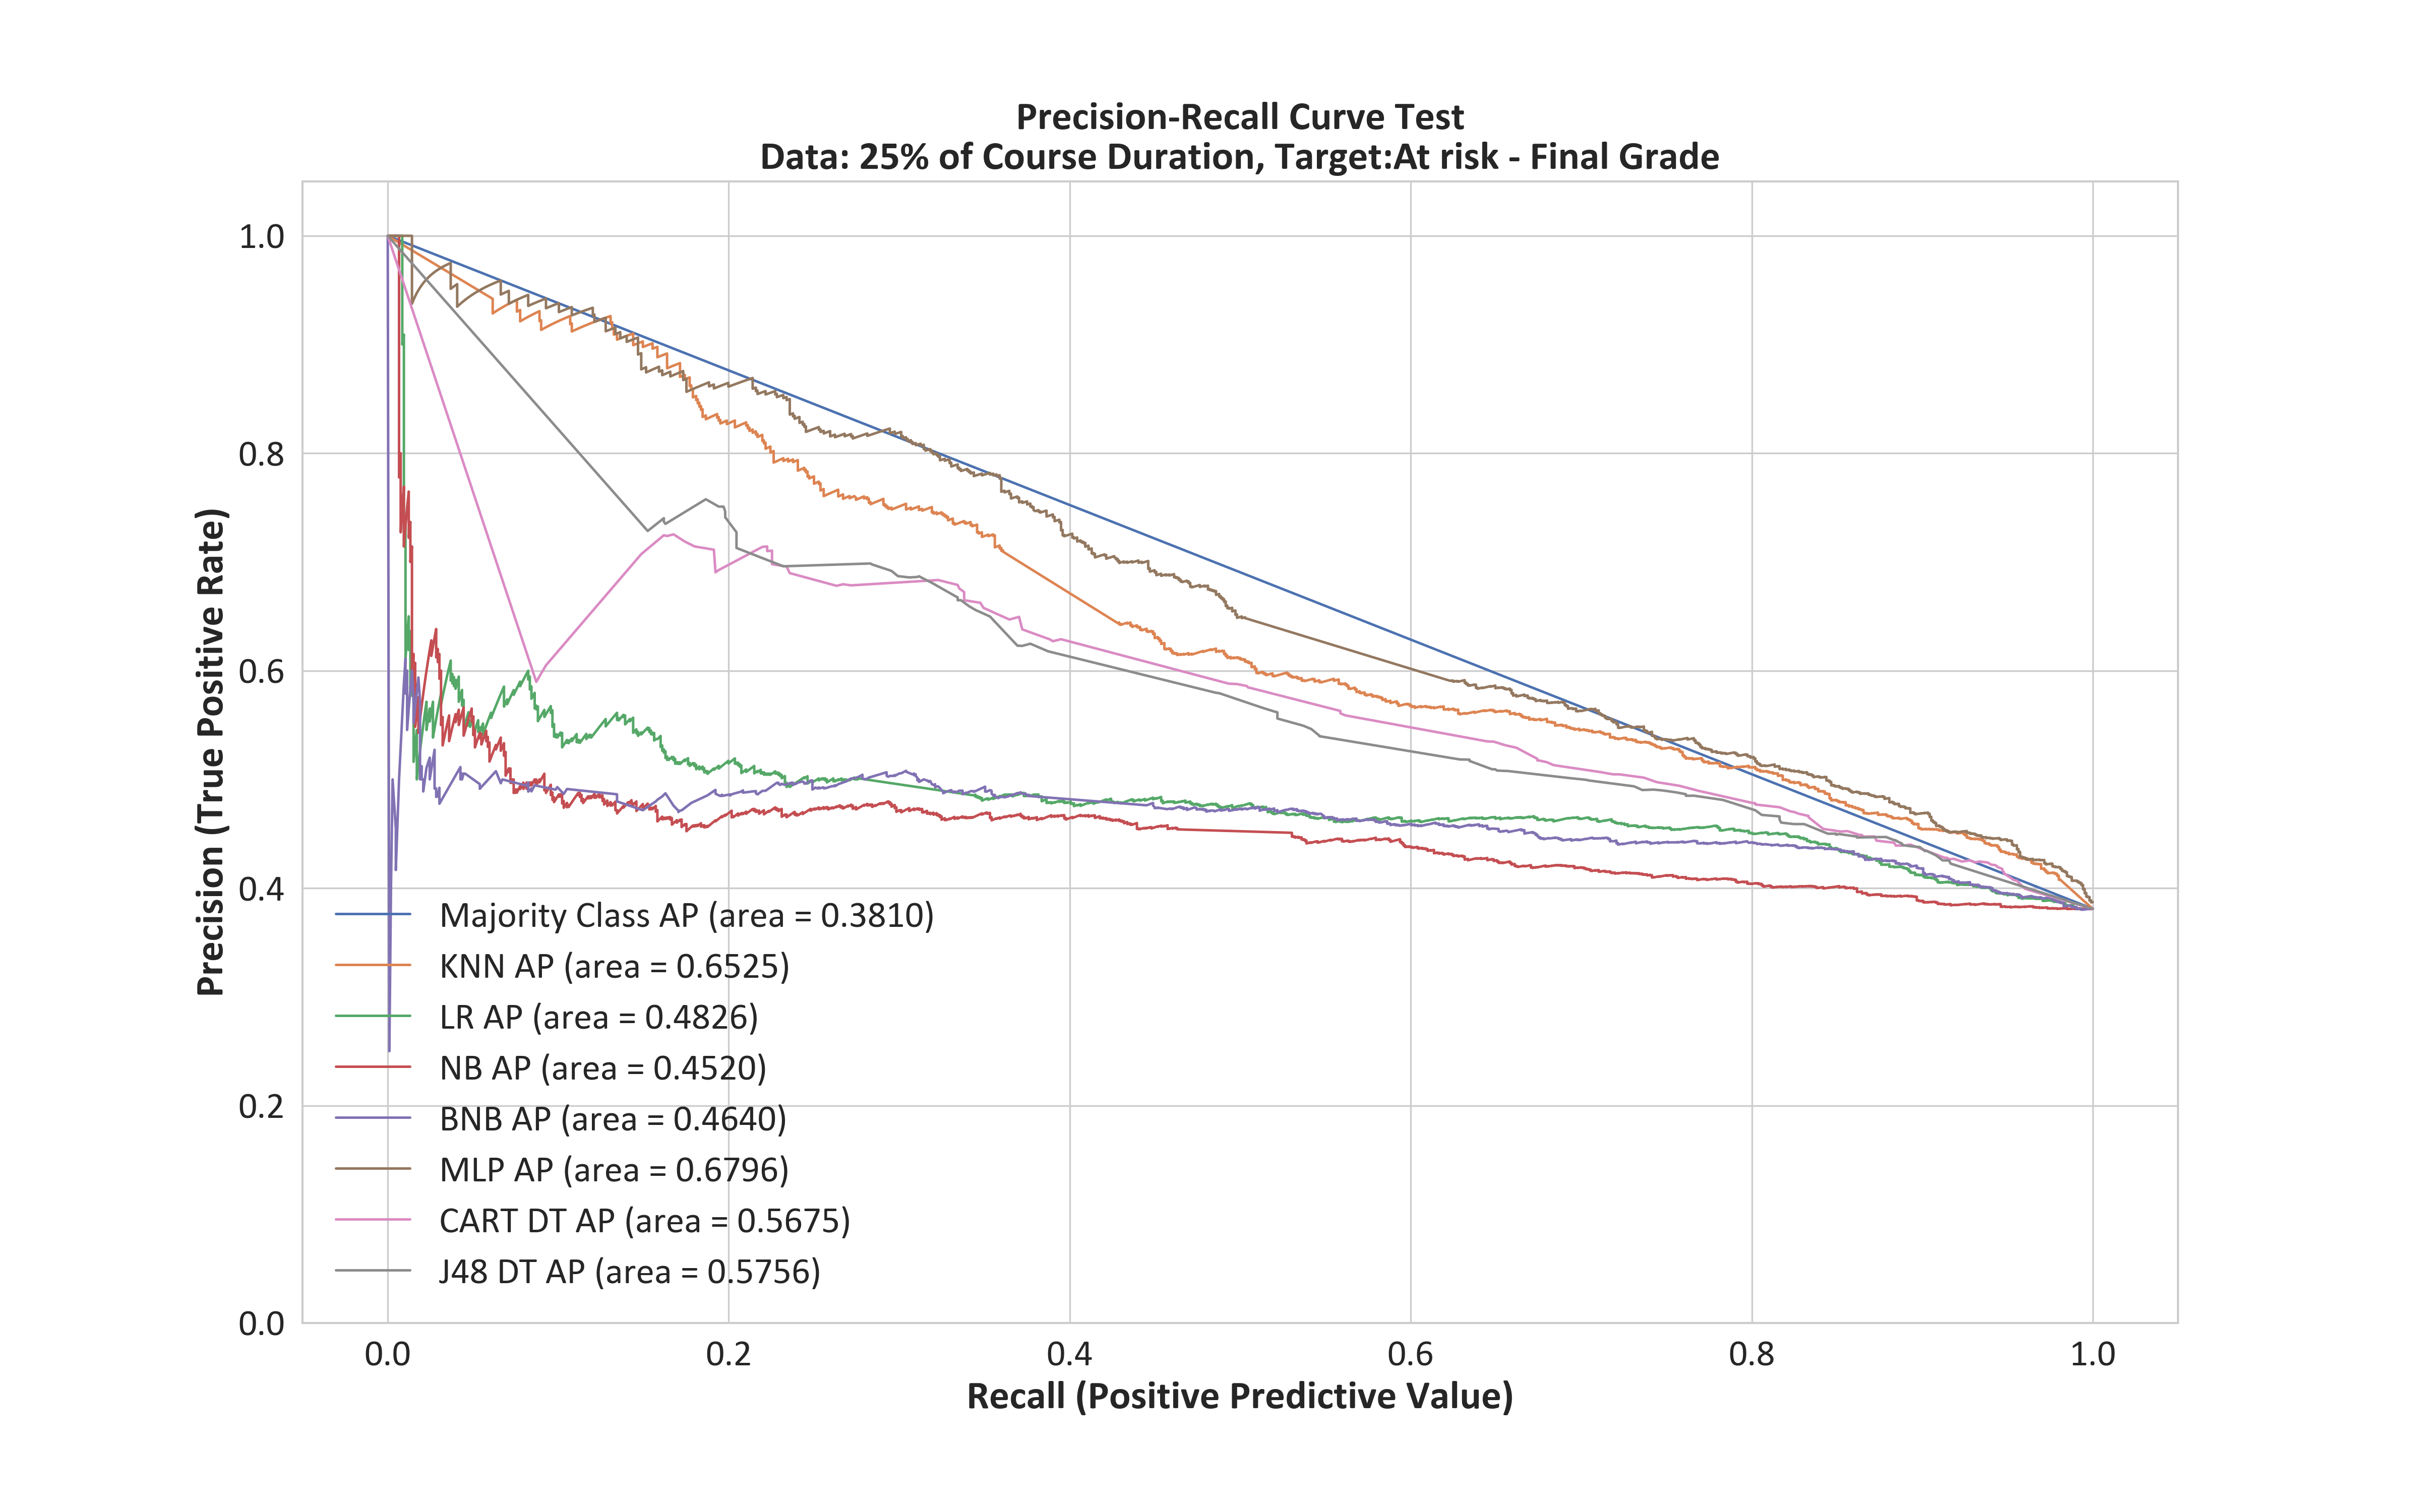 Precision-Recall Curve Test
Data: 25% of Course Duration, Target:At risk - Final Grade
Precision (True Positive Rate)
1.0
0.8
0.6
0.4
0.2
0.0
Majority Class AP (area = 0.3810)
KNN AP (area = 0.6525)
LR AP (area = 0.4826)
NB AP (area = 0.4520)
BNB AP (area = 0.4640)
MLP AP (area = 0.6796)
CART DT AP (area = 0.5675)
J48 DT AP (area = 0.5756)
0.0 0.2 0.4 0.6 0.8 1.0
Recall (Positive Predictive Value)